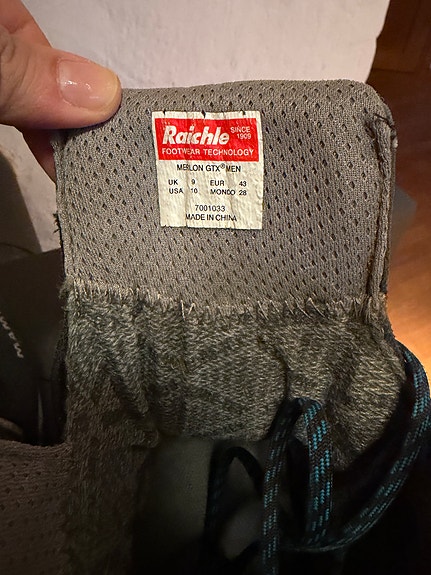 Raichle SINCE 1909
FOOTWEAR TECHNOLOGY
MERLON GTX® MEN
UK 9 EUR 43
USA 10 MONDO 28
7001033
MADE IN CHINA